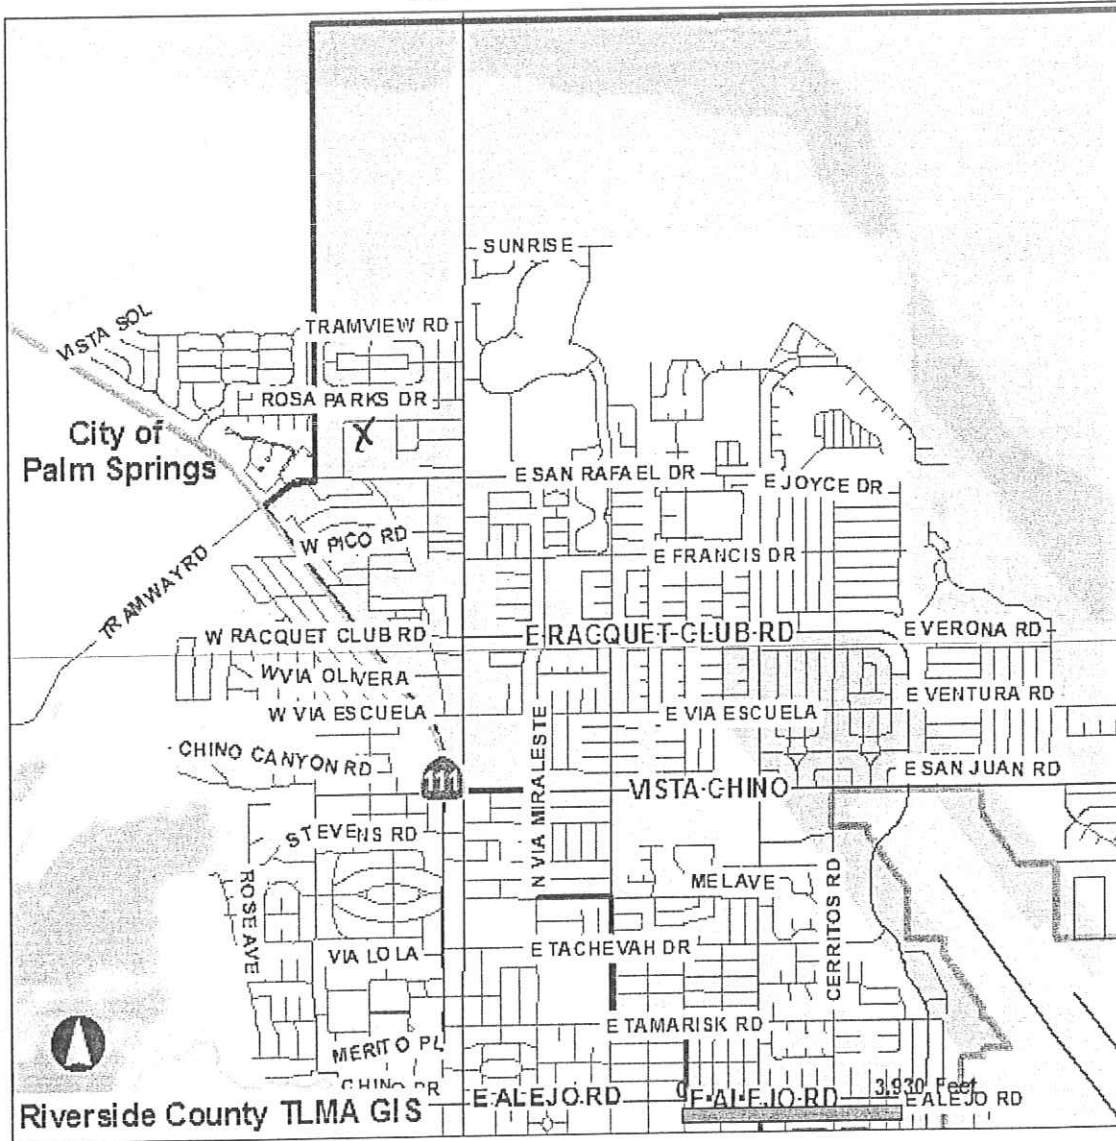 SUNRISE
VISTA SOL
TRAMVIEW RD
ROSA PARKS DR
City of
Palm Springs
X
E SAN RAFAEL DR
E JOYCE DR
W PICO RD
E FRANCIS DR
TRAMWAY RD
W RACQUET CLUB RD
E RACQUET CLUB RD
E VERONA RD
W VIA OLIVERA
E VENTURA RD
W VIA ESCUELA
E VIA ESCUELA
N VIA MIRALESTE
CHINO CANYON RD
E SAN JUAN RD
111
VISTA CHINO
STEVENS RD
MEL AVE
ROSE AVE
CERRITOS RD
VIA LOLA
E TACHEVAH DR
E TAMARISK RD
MERITO PL
CHINO DR
0
3,930 Feet
E ALEJO RD
E ALEJO RD
E ALEJO RD
Riverside County TLMA GIS